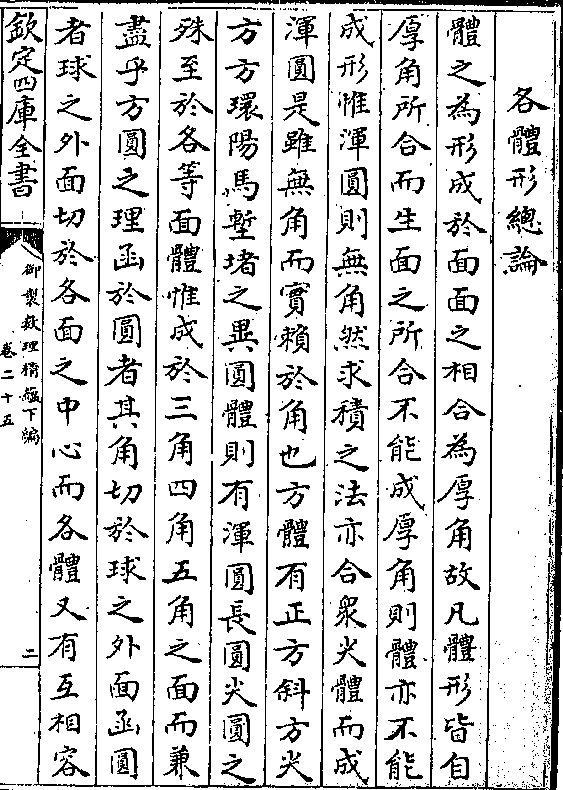 各體形總論
體之為形成於面面之相合為厚角故凡體形皆自
厚角所合而生面之所合不能成厚角則體亦不能
成形惟渾圓則無角然求積之法亦合衆尖體而成
渾圓是雖無角而實賴於角也方體有正方斜方尖
方方環陽馬塹堵之異圓體則有渾圓長圓尖圓之
殊至於各等面體惟成於三角四角五角之面而兼
盡乎方圓之理函於圓者其角切於球之外面函圓
者球之外面切於各面之中心而各體又有互相容
欽定四庫全書
御製數理精蘊下編
卷二十五
二